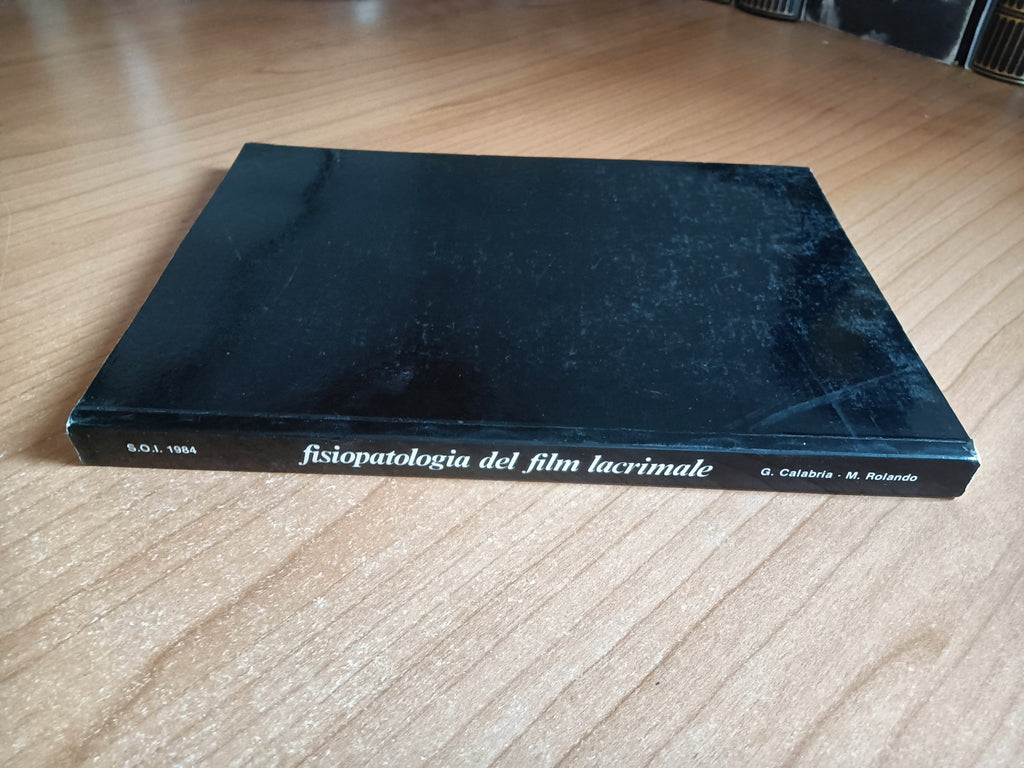 S.O.I. 1984 fisiopatologia del film lacrimale G. Calabria · M. Rolando